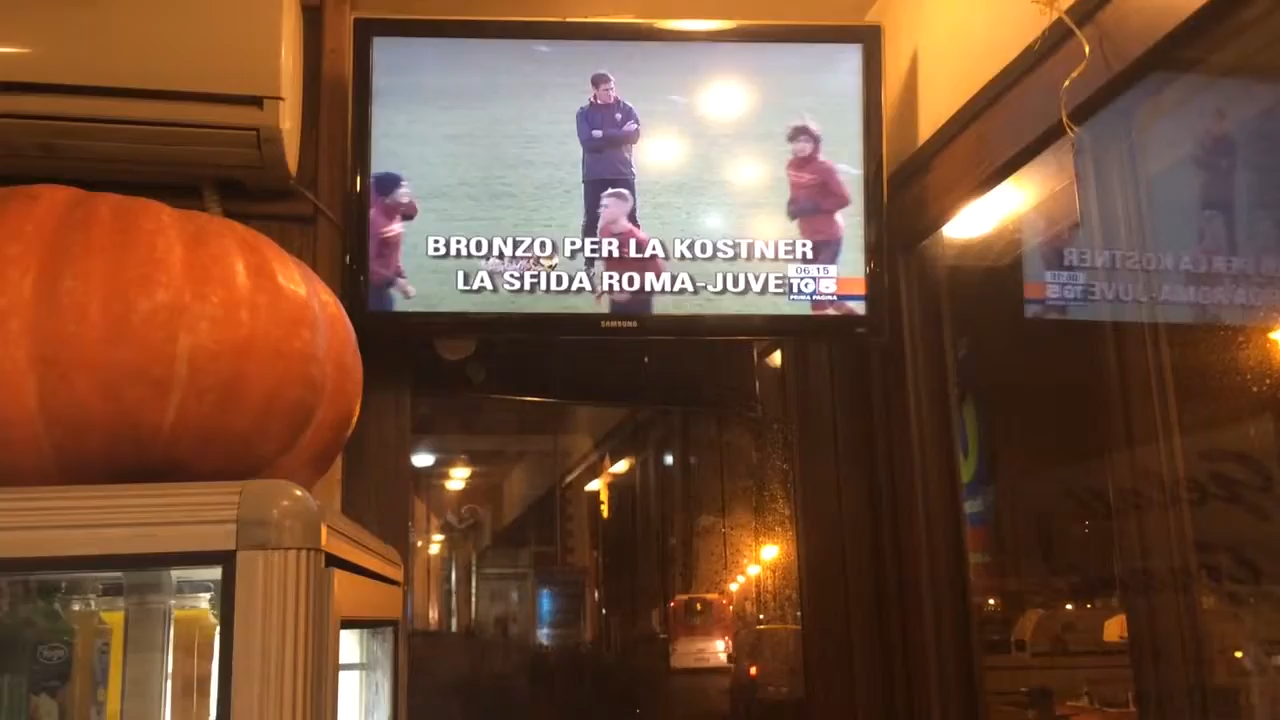 BRONZO PER LA KOSTNER
LA SFIDA ROMA-JUVE
06:15
TG5
PRIMA PAGINA
SAMSUNG